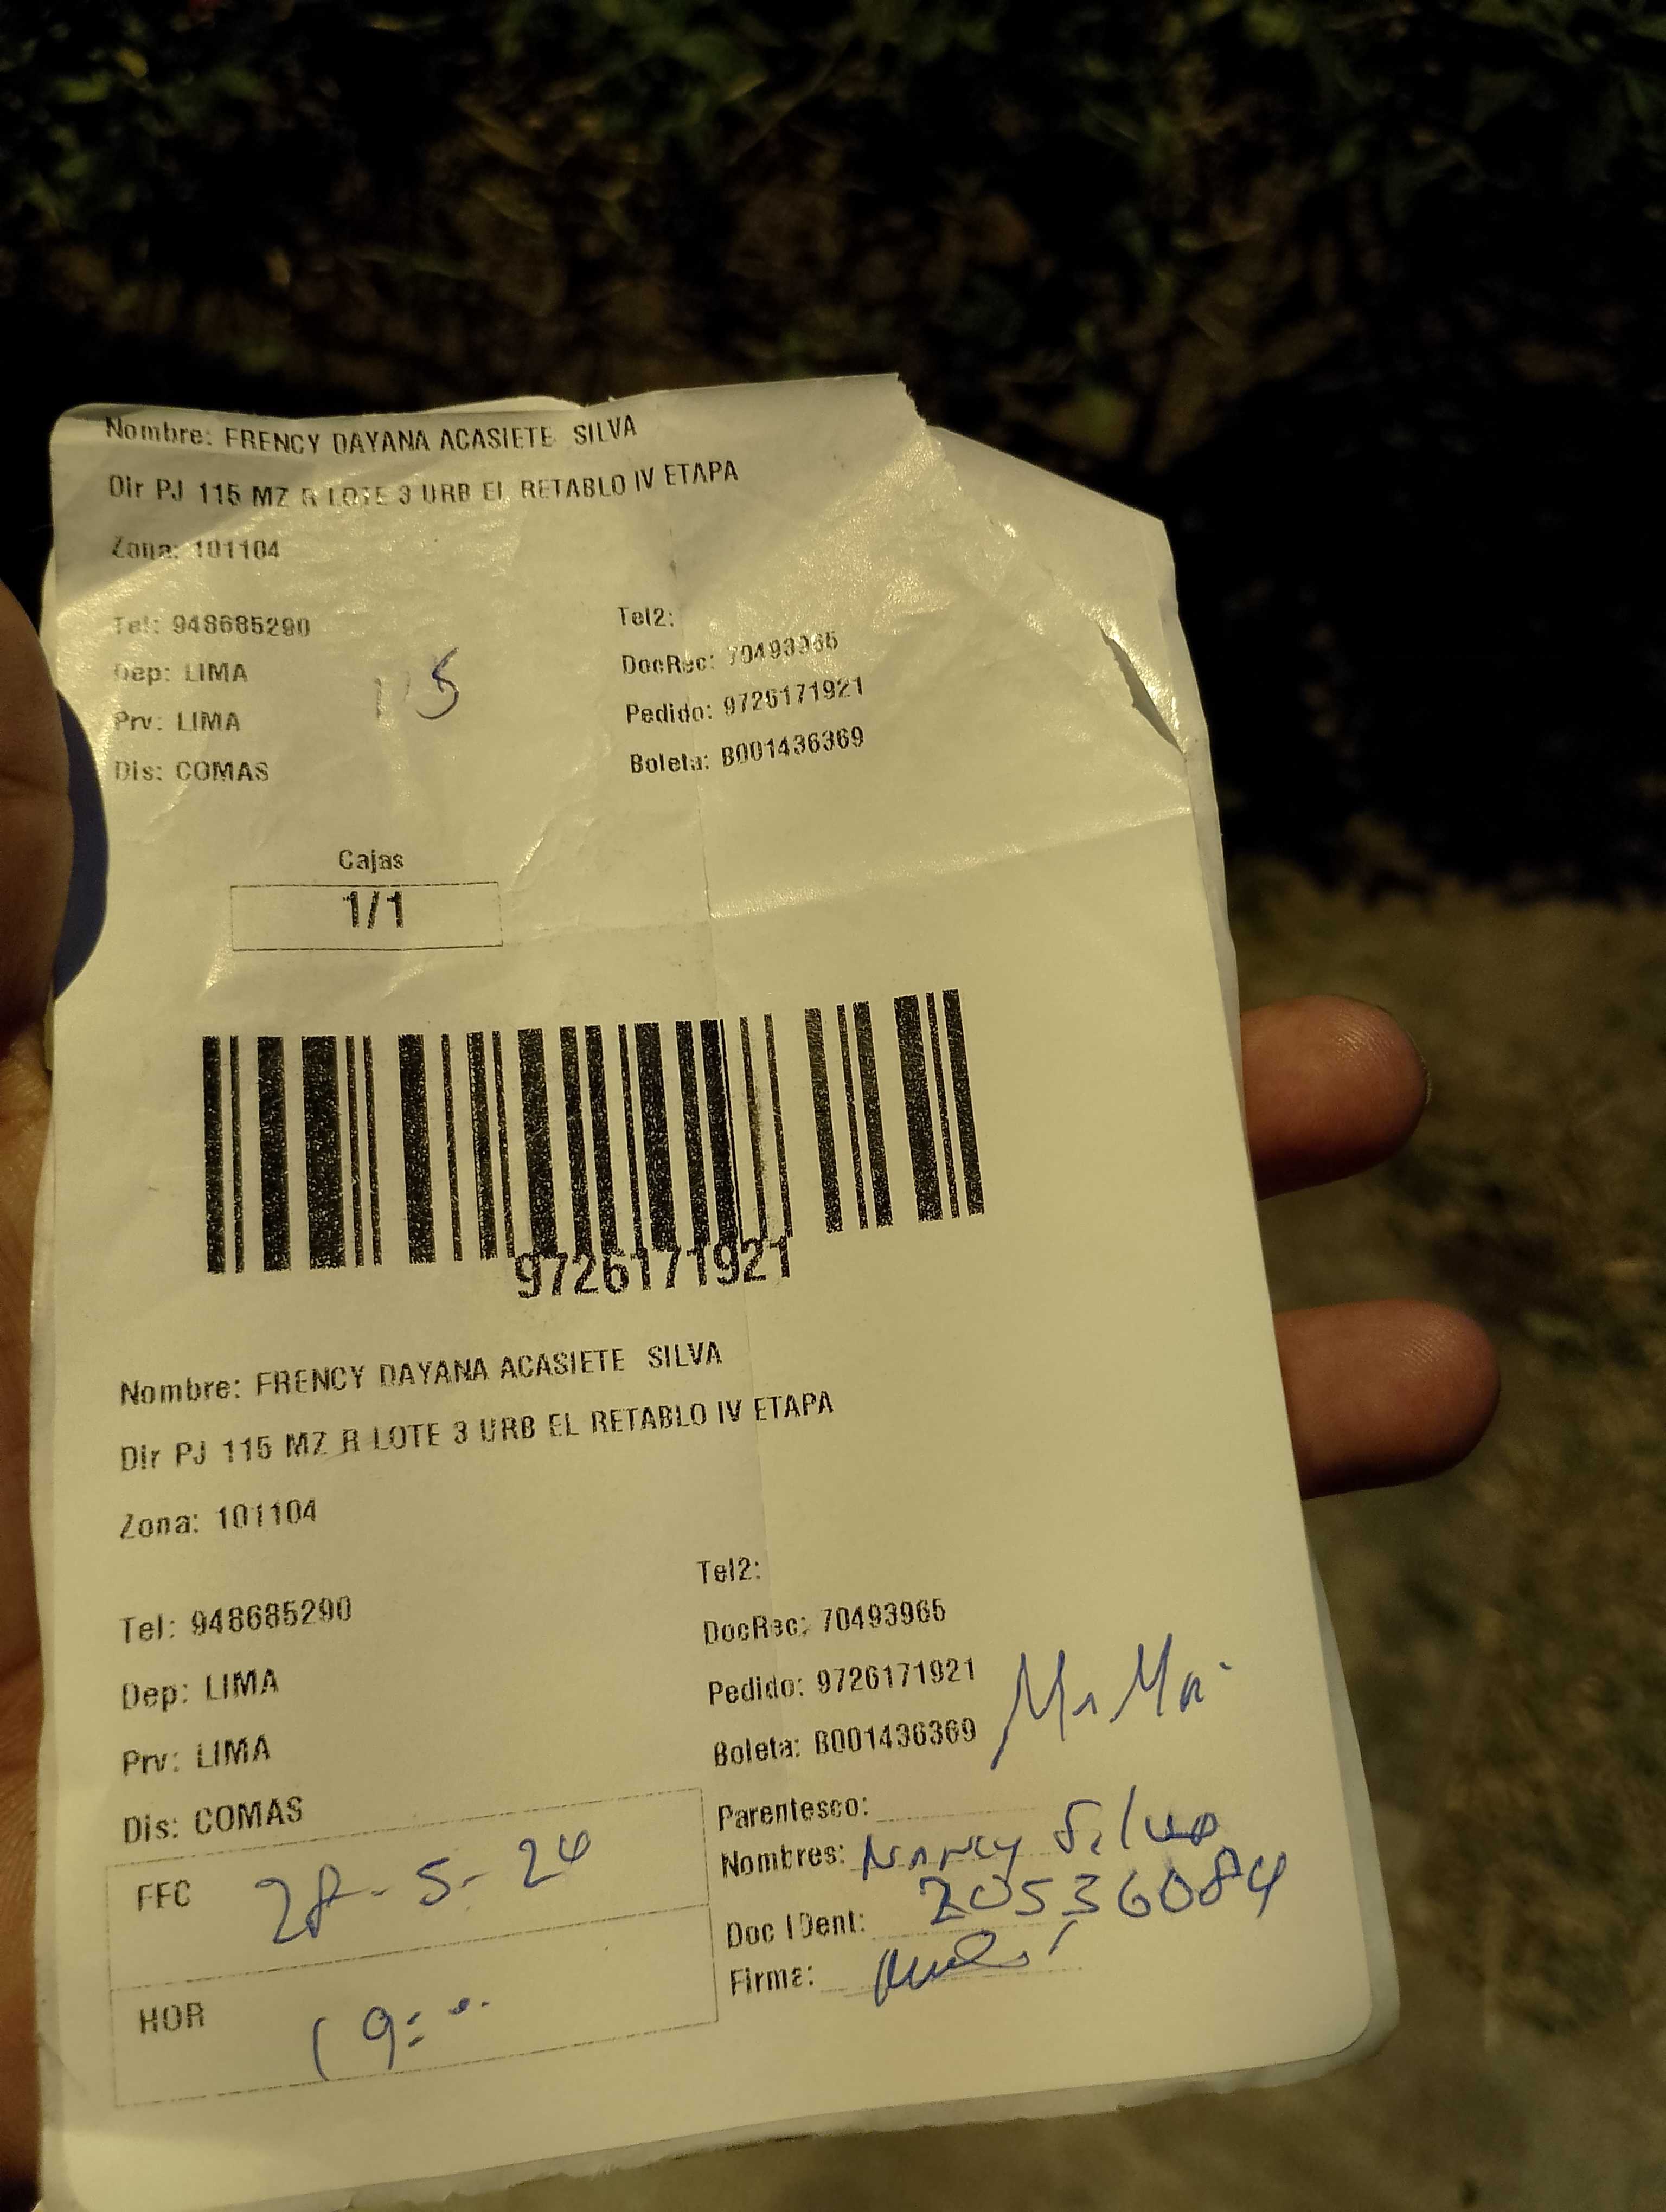 Nombre: FRENCY DAYANA ACASIETE SILVA
Dir PJ 115 MZ R LOTE 3 URB EL RETABLO IV ETAPA
Zona: 101104
Tel: 948685290
Tel2:
Dep: LIMA
DocRec: 70493965
Prv: LIMA
Pedido: 9726171921
Dis: COMAS
Boleta: B001436369
115
Cajas
1/1
9726171921
Nombre: FRENCY DAYANA ACASIETE SILVA
Dir PJ 115 MZ R LOTE 3 URB EL RETABLO IV ETAPA
Zona: 101104
Tel2:
Tel: 948685290
DocRec: 70493965
Dep: LIMA
Pedido: 9726171921
Prv: LIMA
Boleta: B001436369
MaMa
Dis: COMAS
Parentesco:
Nombres: Nancy Silva
FEC 28-5-24
Doc IDent: 20536084
Firma:
HOR 19:00